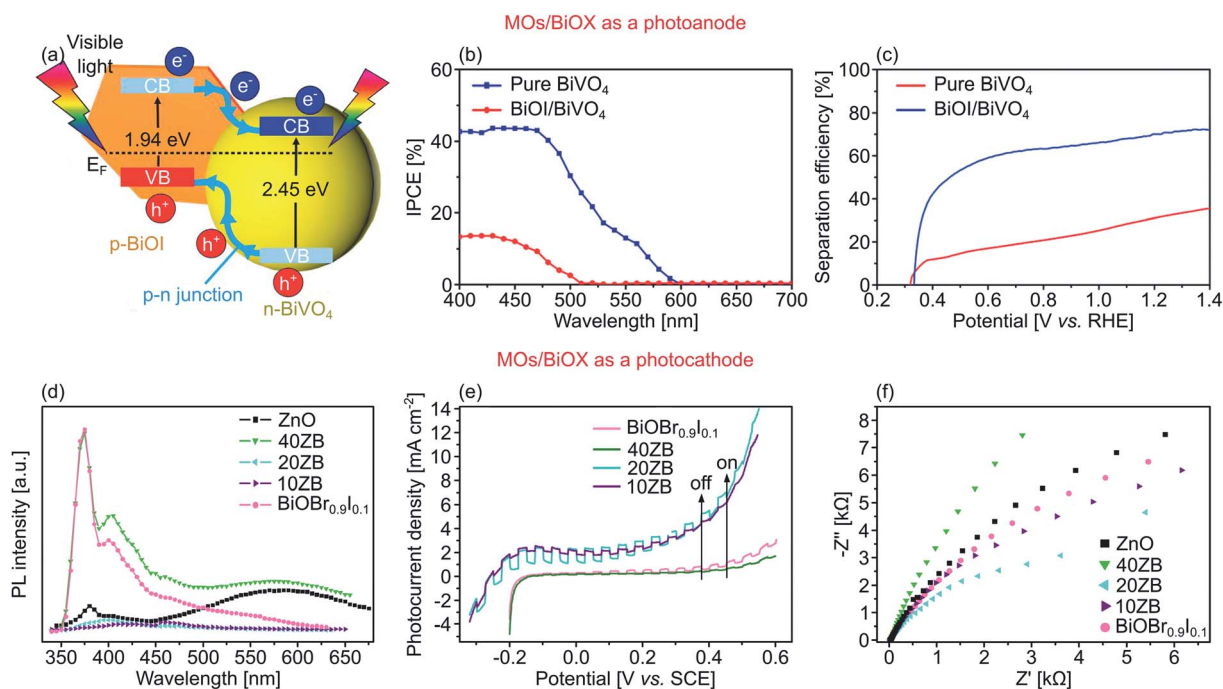 MOs/BiOX as a photoanode
(a)
Visible
light
e⁻
CB
e⁻
e⁻
CB
1.94 eV
E_F
VB
2.45 eV
h⁺
p-BiOI
h⁺
VB
p-n junction
h⁺
n-BiVO₄
(b)
60
40
20
0
IPCE [%]
Pure BiVO₄
BiOI/BiVO₄
400 450 500 550 600 650 700
Wavelength [nm]
(c)
100
80
60
40
20
0
Separation efficiency [%]
Pure BiVO₄
BiOI/BiVO₄
0.2 0.4 0.6 0.8 1.0 1.2 1.4
Potential [V vs. RHE]
MOs/BiOX as a photocathode
(d)
PL intensity [a.u.]
ZnO
40ZB
20ZB
10ZB
BiOBr₀.₉I₀.₁
350 400 450 500 550 600 650
Wavelength [nm]
(e)
14
12
10
8
6
4
2
0
-2
-4
Photocurrent density [mA cm⁻²]
BiOBr₀.₉I₀.₁
40ZB
20ZB
10ZB
off
on
-0.2 0.0 0.2 0.4 0.6
Potential [V vs. SCE]
(f)
8
7
6
5
4
3
2
1
0
-Z" [kΩ]
ZnO
40ZB
20ZB
10ZB
BiOBr₀.₉I₀.₁
0 1 2 3 4 5 6
Z' [kΩ]